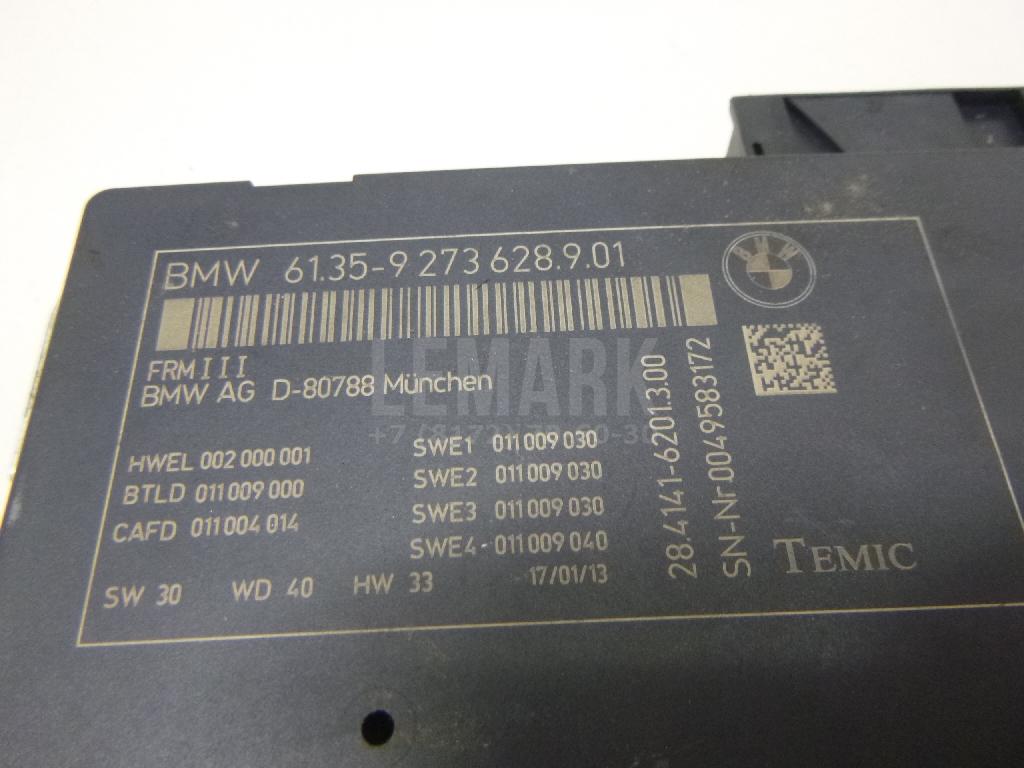 BMW 61.35-9 273 628.9.01
BMW
FRMIII
BMW AG D-80788 München
LEMARK
HWEL 002 000 001
BTLD 011 009 000
CAFD 011 004 014
SWE1 011 009 030
SWE2 011 009 030
SWE3 011 009 030
SWE4-011 009 040
SW 30 WD 40 HW 33 17/01/13
28.4141-6201.3.00
SN-Nr.0049583172
TEMIC